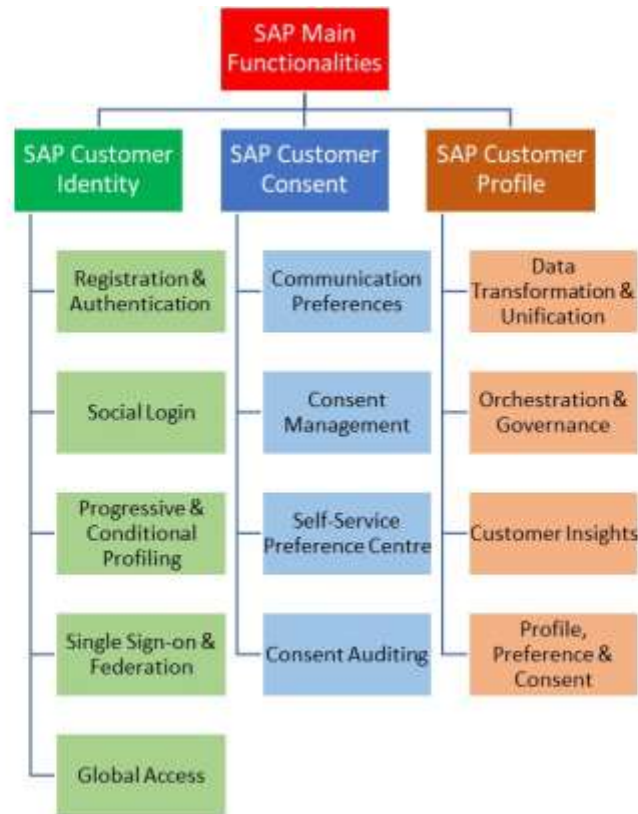 SAP Main
Functionalities
SAP Customer
Identity
SAP Customer
Consent
SAP Customer
Profile
Registration &
Authentication
Social Login
Progressive &
Conditional
Profiling
Single Sign-on &
Federation
Global Access
Communication
Preferences
Consent
Management
Self-Service
Preference Centre
Consent Auditing
Data
Transformation &
Unification
Orchestration &
Governance
Customer Insights
Profile,
Preference &
Consent